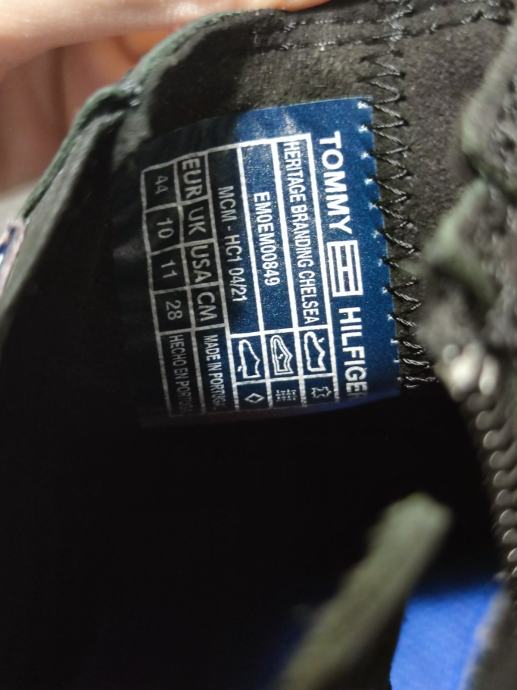 TOMMY HILFIGER
HERITAGE BRANDING CHELSEA
EM0EM00849
MCM - HC1 04/21
EUR UK USA CM
MADE IN PORTUGAL
44 10 11 28
HECHO EN PORTUGAL